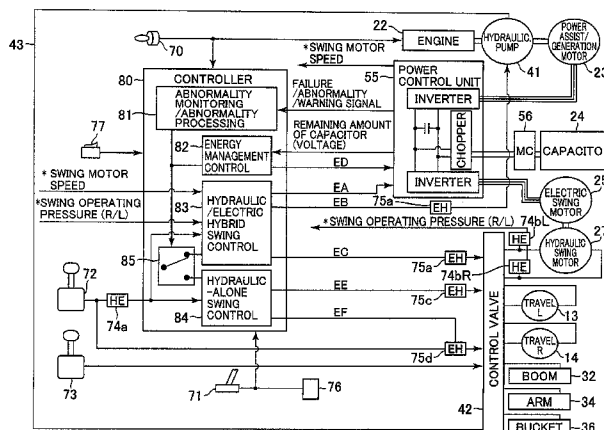 43
70
22
ENGINE
HYDRAULIC
PUMP
41
POWER
ASSIST/
GENERATION
MOTOR
23
*SWING MOTOR
SPEED
55
POWER
CONTROL UNIT
INVERTER
CHOPPER
INVERTER
56
MC
24
CAPACITO
80
CONTROLLER
81
ABNORMALITY
MONITORING
/ABNORMALITY
PROCESSING
FAILURE
/ABNORMALITY
/WARNING SIGNAL
77
82
ENERGY
MANAGEMENT
CONTROL
REMAINING AMOUNT
OF CAPACITOR
(VOLTAGE)
ED
* SWING MOTOR
SPEED
*SWING OPERATING
PRESSURE (R/L)
83
HYDRAULIC
/ELECTRIC
HYBRID
SWING
CONTROL
EA
EB
75a
EH
*SWING OPERATING
PRESSURE (R/L)
74bL
HE
HE
74bR
25
ELECTRIC
SWING
MOTOR
27
HYDRAULIC
SWING
MOTOR
EC
EH
75a
85
72
HE
74a
84
HYDRAULIC
-ALONE
SWING
CONTROL
EE
EH
75c
EF
EH
75d
73
71
76
CONTROL VALVE
42
TRAVEL
L
13
TRAVEL
R
14
BOOM
32
ARM
34
BUCKET
36